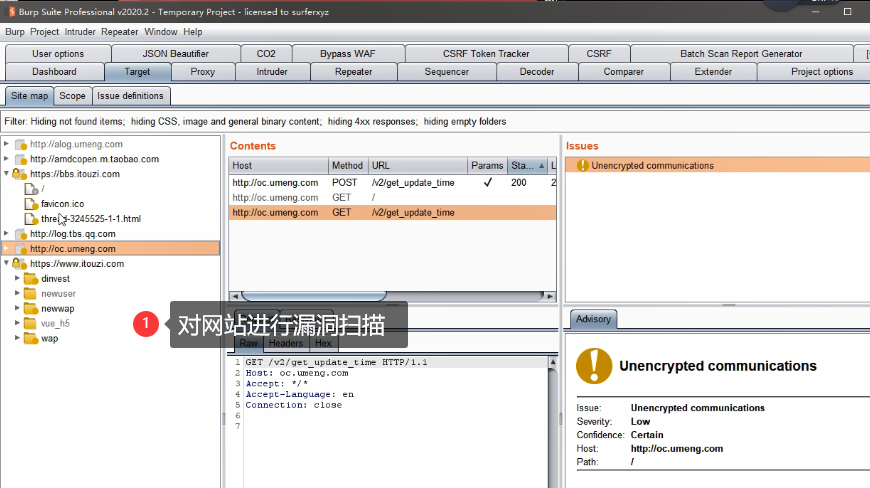 Burp Suite Professional v2020.2 - Temporary Project - licensed to surferxyz
Burp Project Intruder Repeater Window Help
User options JSON Beautifier CO2 Bypass WAF CSRF Token Tracker CSRF Batch Scan Report Generator
Dashboard Target Proxy Intruder Repeater Sequencer Decoder Comparer Extender Project options
Site map Scope Issue definitions
Filter: Hiding not found items; hiding CSS, image and general binary content; hiding 4xx responses; hiding empty folders
http://alog.umeng.com
http://amdcopen.m.taobao.com
https://bbs.itouzi.com
/
favicon.ico
thread-3245525-1-1.html
http://log.tbs.qq.com
http://oc.umeng.com
https://www.itouzi.com
dinvest
newuser
newwap
vue_h5
wap
Contents
Host Method URL Params Sta... L
http://oc.umeng.com POST /v2/get_update_time ✓ 200 2
http://oc.umeng.com GET /
http://oc.umeng.com GET /v2/get_update_time
1 对网站进行漏洞扫描
Raw Headers Hex
1 GET /v2/get_update_time HTTP/1.1
2 Host: oc.umeng.com
3 Accept: */*
4 Accept-Language: en
5 Connection: close
6
7
Issues
Unencrypted communications
Advisory
Unencrypted communications
Issue: Unencrypted communications
Severity: Low
Confidence: Certain
Host: http://oc.umeng.com
Path: /